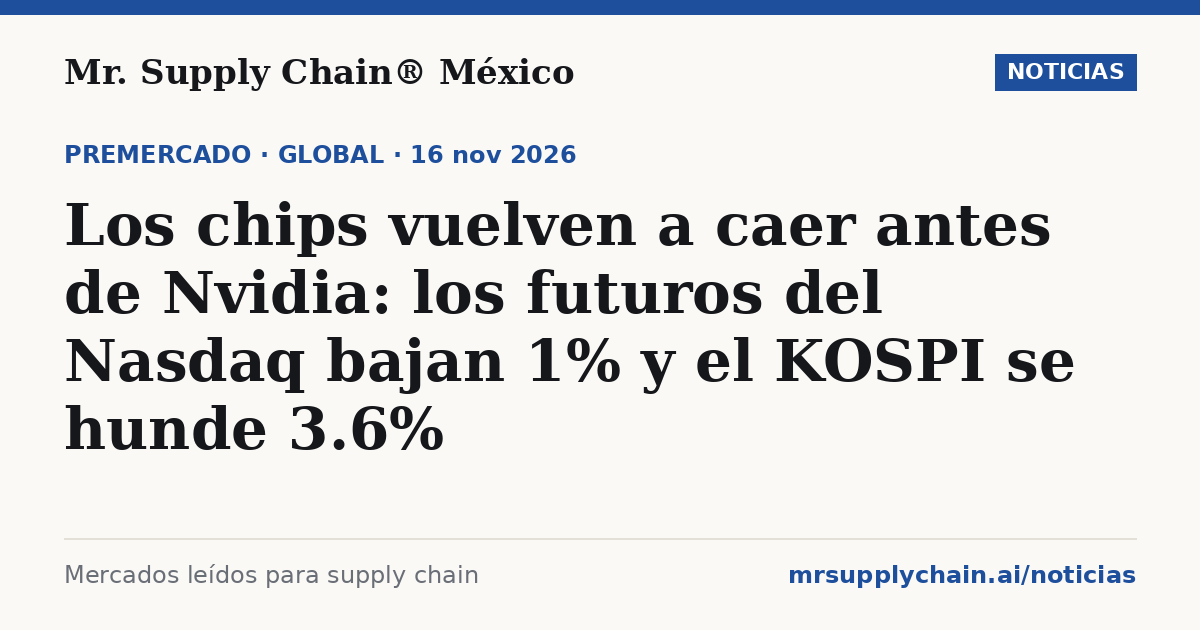 Mr. Supply Chain® México
NOTICIAS
PREMERCADO · GLOBAL · 16 nov 2026
Los chips vuelven a caer antes
de Nvidia: los futuros del
Nasdaq bajan 1% y el KOSPI se
hunde 3.6%
Mercados leídos para supply chain
mrsupplychain.ai/noticias